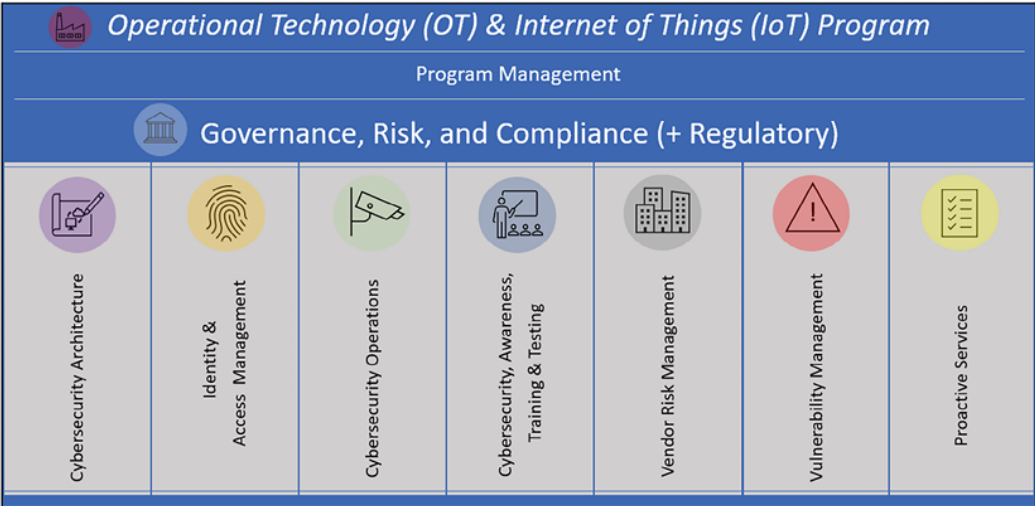 Operational Technology (OT) & Internet of Things (IoT) Program
Program Management
Governance, Risk, and Compliance (+ Regulatory)
Cybersecurity Architecture
Identity &
Access Management
Cybersecurity Operations
Cybersecurity, Awareness,
Training & Testing
Vendor Risk Management
Vulnerability Management
Proactive Services